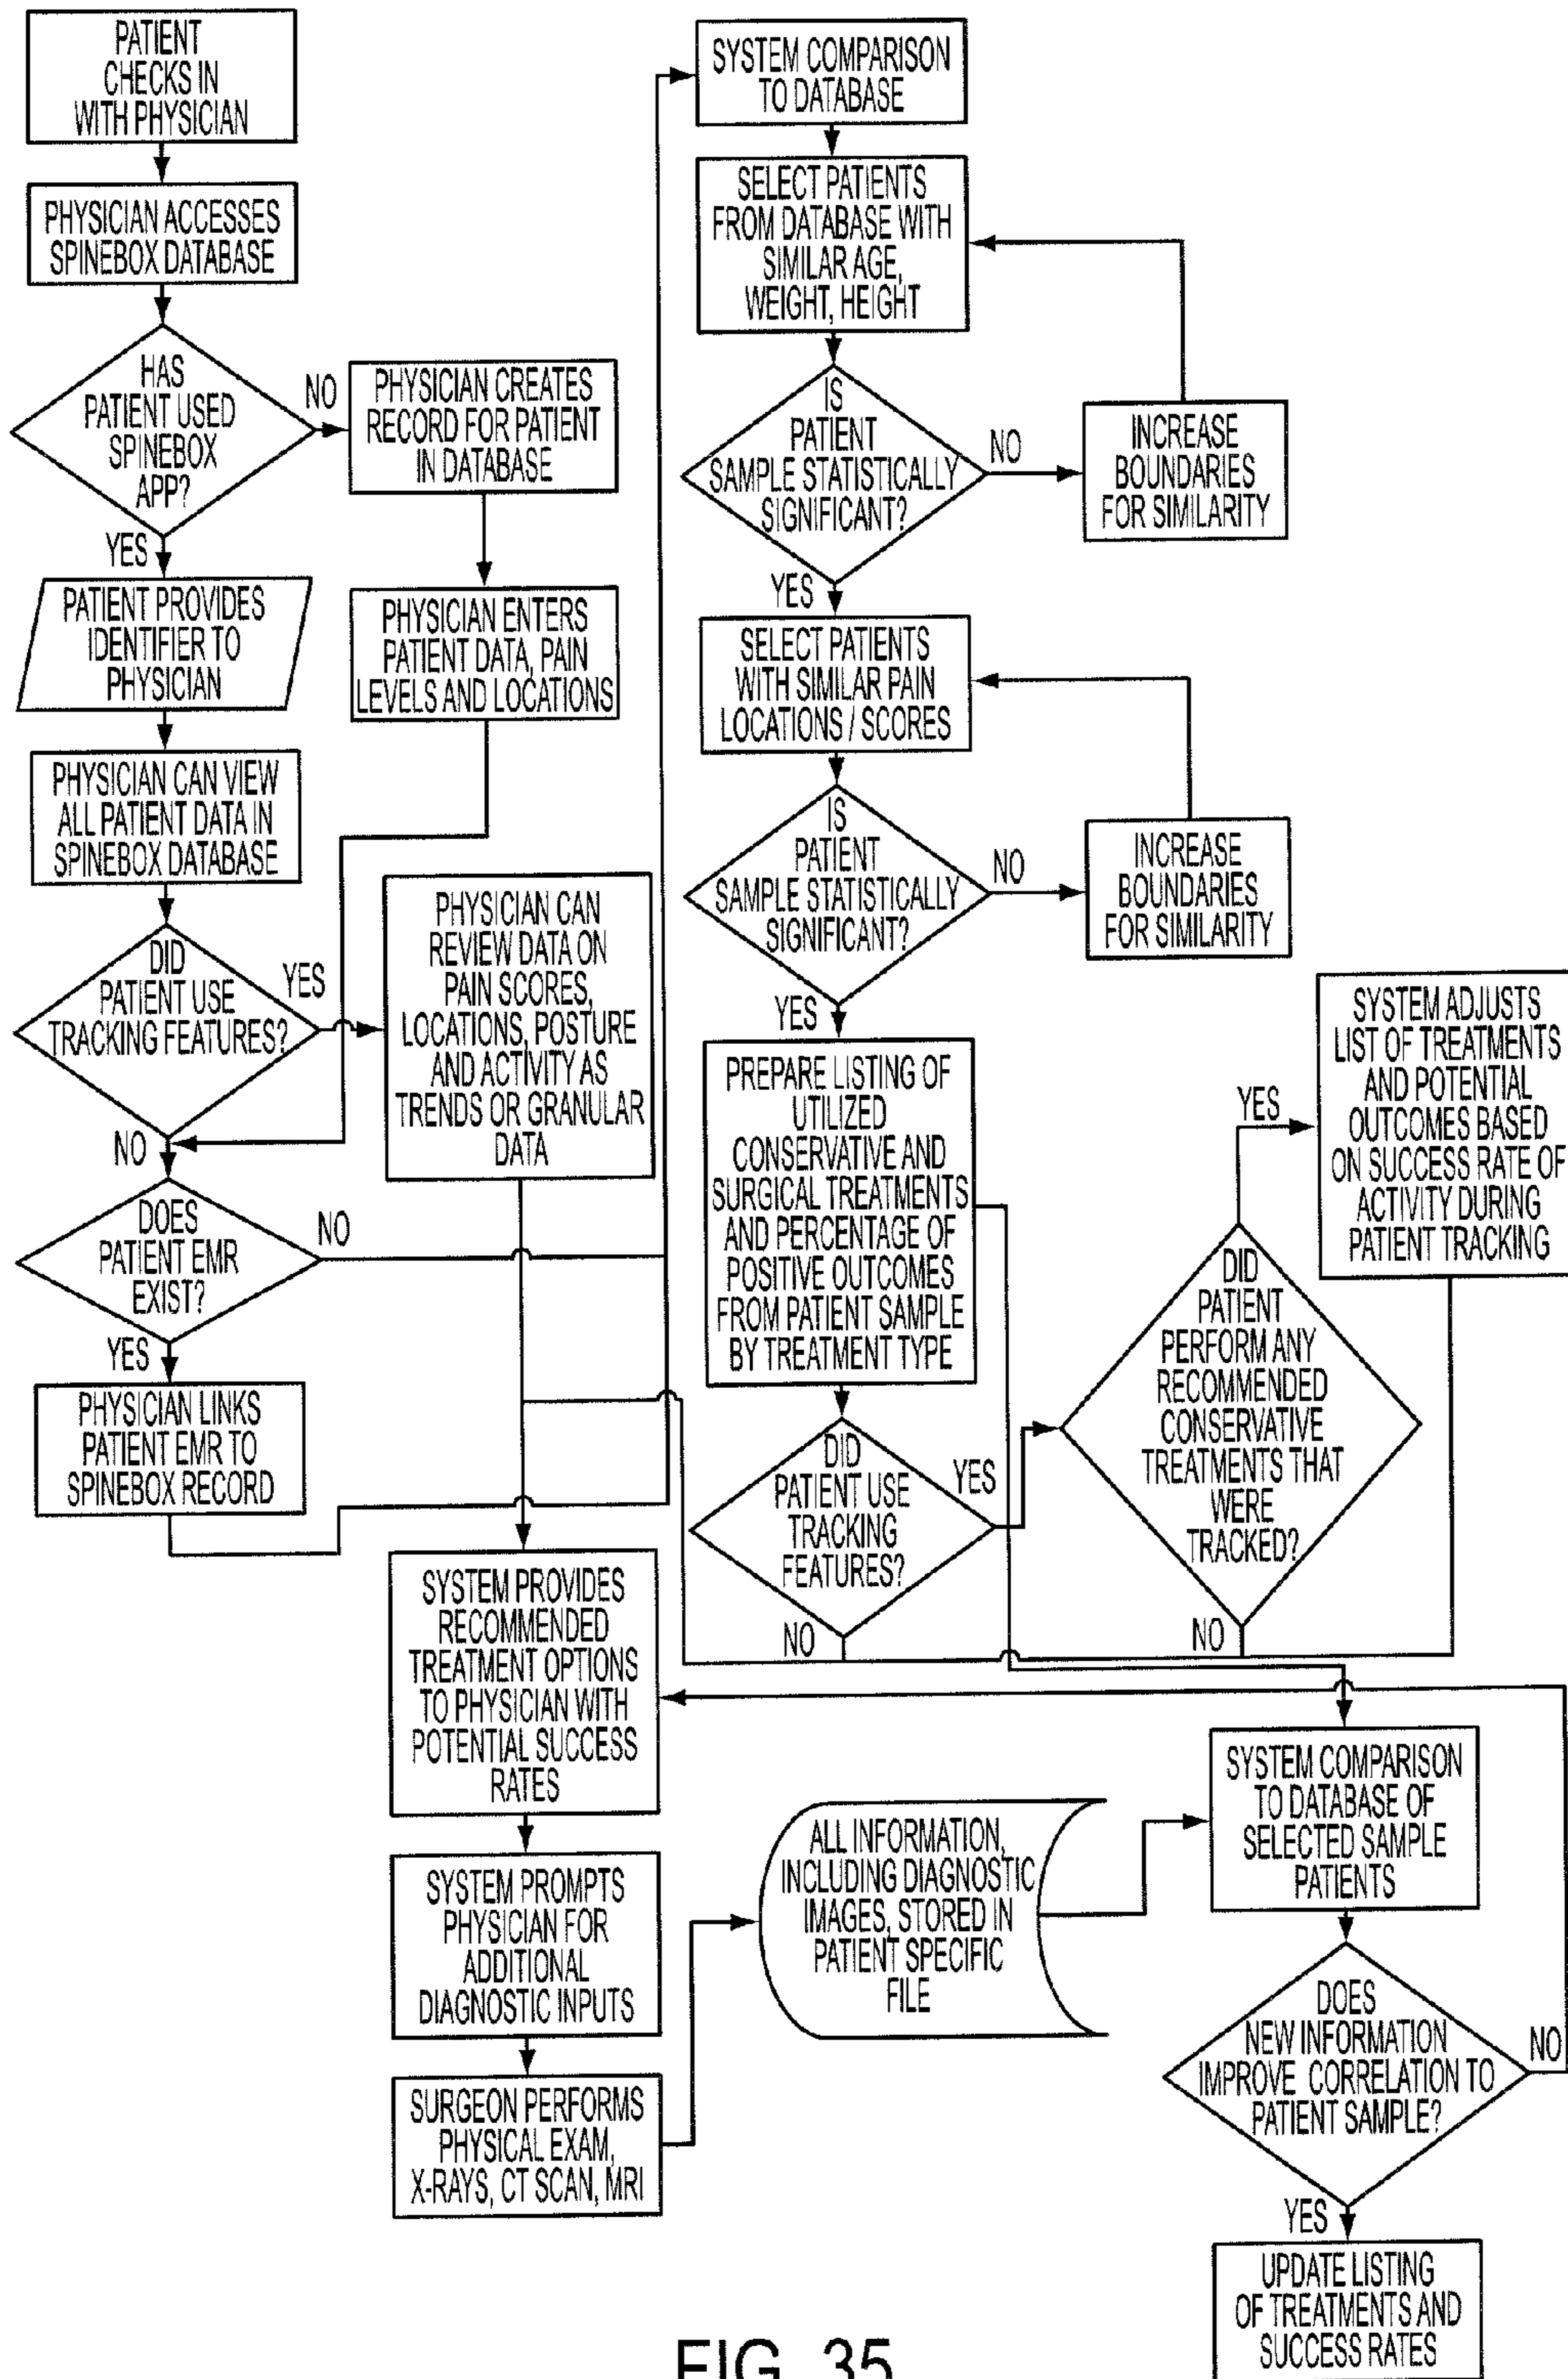 PATIENT
CHECKS IN
WITH PHYSICIAN
PHYSICIAN ACCESSES
SPINEBOX DATABASE
HAS
PATIENT USED
SPINEBOX
APP?
NO
YES
PHYSICIAN CREATES
RECORD FOR PATIENT
IN DATABASE
PATIENT PROVIDES
IDENTIFIER TO
PHYSICIAN
PHYSICIAN ENTERS
PATIENT DATA, PAIN
LEVELS AND LOCATIONS
PHYSICIAN CAN VIEW
ALL PATIENT DATA IN
SPINEBOX DATABASE
DID
PATIENT USE
TRACKING FEATURES?
YES
NO
PHYSICIAN CAN
REVIEW DATA ON
PAIN SCORES,
LOCATIONS, POSTURE
AND ACTIVITY AS
TRENDS OR GRANULAR
DATA
DOES
PATIENT EMR
EXIST?
NO
YES
PHYSICIAN LINKS
PATIENT EMR TO
SPINEBOX RECORD
SYSTEM COMPARISON
TO DATABASE
SELECT PATIENTS
FROM DATABASE WITH
SIMILAR AGE,
WEIGHT, HEIGHT
IS
PATIENT
SAMPLE STATISTICALLY
SIGNIFICANT?
NO
YES
INCREASE
BOUNDARIES
FOR SIMILARITY
SELECT PATIENTS
WITH SIMILAR PAIN
LOCATIONS / SCORES
IS
PATIENT
SAMPLE STATISTICALLY
SIGNIFICANT?
NO
YES
INCREASE
BOUNDARIES
FOR SIMILARITY
PREPARE LISTING OF
UTILIZED
CONSERVATIVE AND
SURGICAL TREATMENTS
AND PERCENTAGE OF
POSITIVE OUTCOMES
FROM PATIENT SAMPLE
BY TREATMENT TYPE
DID
PATIENT USE
TRACKING
FEATURES?
YES
NO
DID
PATIENT
PERFORM ANY
RECOMMENDED
CONSERVATIVE
TREATMENTS THAT
WERE
TRACKED?
YES
NO
SYSTEM ADJUSTS
LIST OF TREATMENTS
AND POTENTIAL
OUTCOMES BASED
ON SUCCESS RATE OF
ACTIVITY DURING
PATIENT TRACKING
SYSTEM PROVIDES
RECOMMENDED
TREATMENT OPTIONS
TO PHYSICIAN WITH
POTENTIAL SUCCESS
RATES
SYSTEM PROMPTS
PHYSICIAN FOR
ADDITIONAL
DIAGNOSTIC INPUTS
SURGEON PERFORMS
PHYSICAL EXAM,
X-RAYS, CT SCAN, MRI
ALL INFORMATION,
INCLUDING DIAGNOSTIC
IMAGES, STORED IN
PATIENT SPECIFIC
FILE
SYSTEM COMPARISON
TO DATABASE OF
SELECTED SAMPLE
PATIENTS
DOES
NEW INFORMATION
IMPROVE CORRELATION TO
PATIENT SAMPLE?
NO
YES
UPDATE LISTING
OF TREATMENTS AND
SUCCESS RATES
FIG. 35